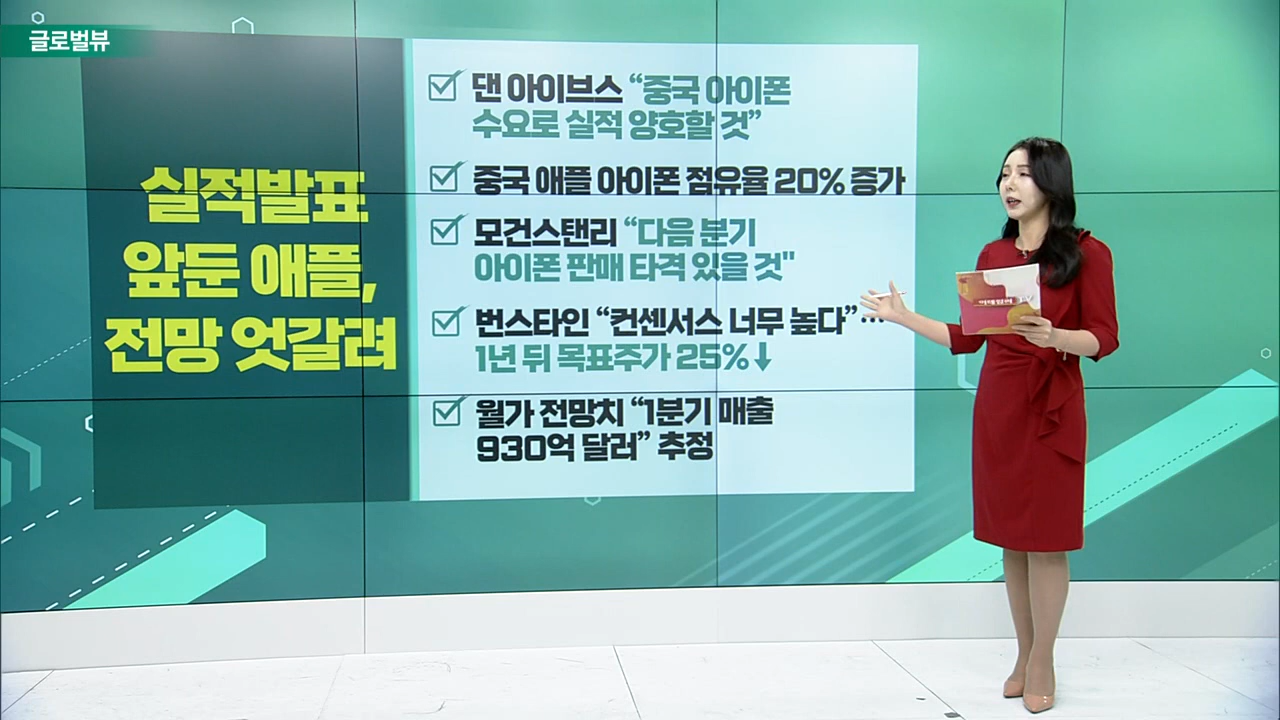 글로벌뷰
실적발표
앞둔 애플,
전망 엇갈려
댄 아이브스 “중국 아이폰
수요로 실적 양호할 것”
중국 애플 아이폰 점유율 20% 증가
모건스탠리 “다음 분기
아이폰 판매 타격 있을 것"
번스타인 “컨센서스 너무 높다”…
1년 뒤 목표주가 25%↓
월가 전망치 “1분기 매출
930억 달러” 추정